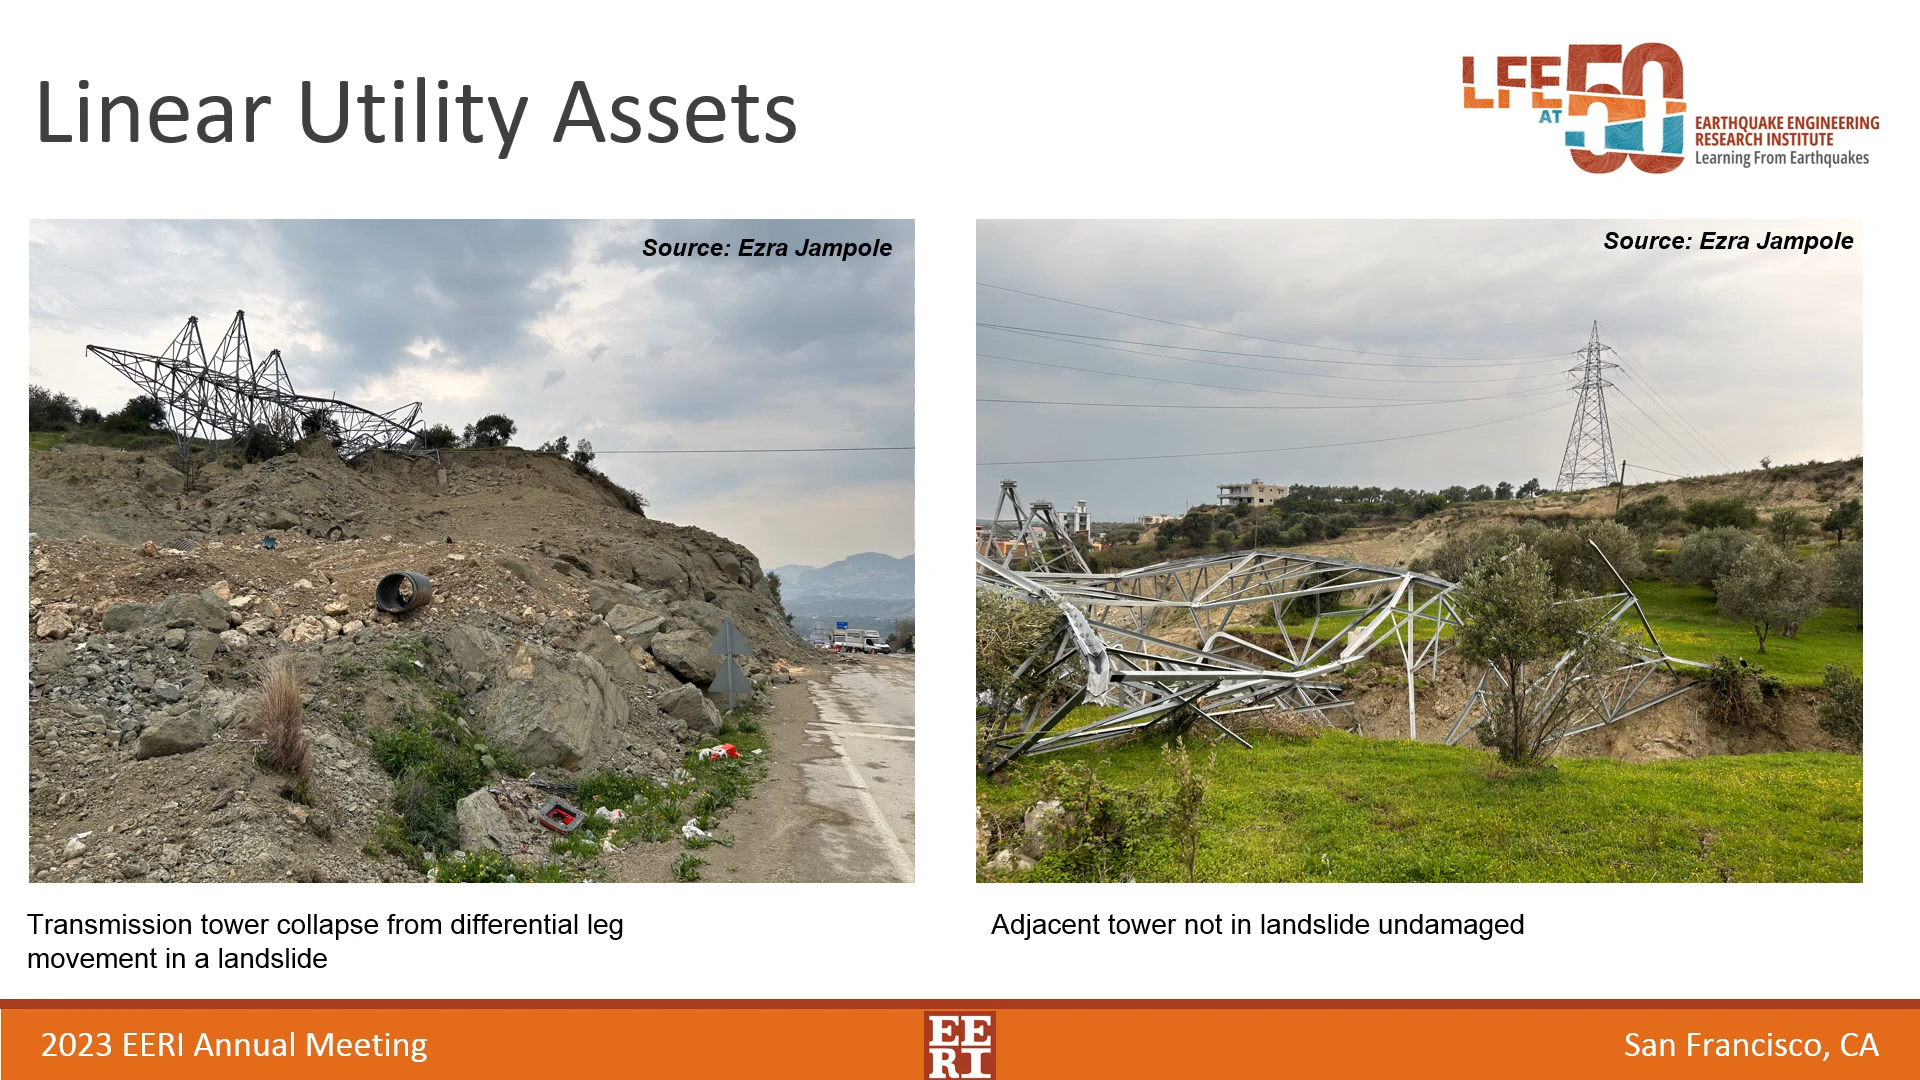 Linear Utility Assets
LFE
AT
50
EARTHQUAKE ENGINEERING
RESEARCH INSTITUTE
Learning From Earthquakes
Source: Ezra Jampole
Source: Ezra Jampole
Transmission tower collapse from differential leg
movement in a landslide
Adjacent tower not in landslide undamaged
2023 EERI Annual Meeting
EE
RI
San Francisco, CA